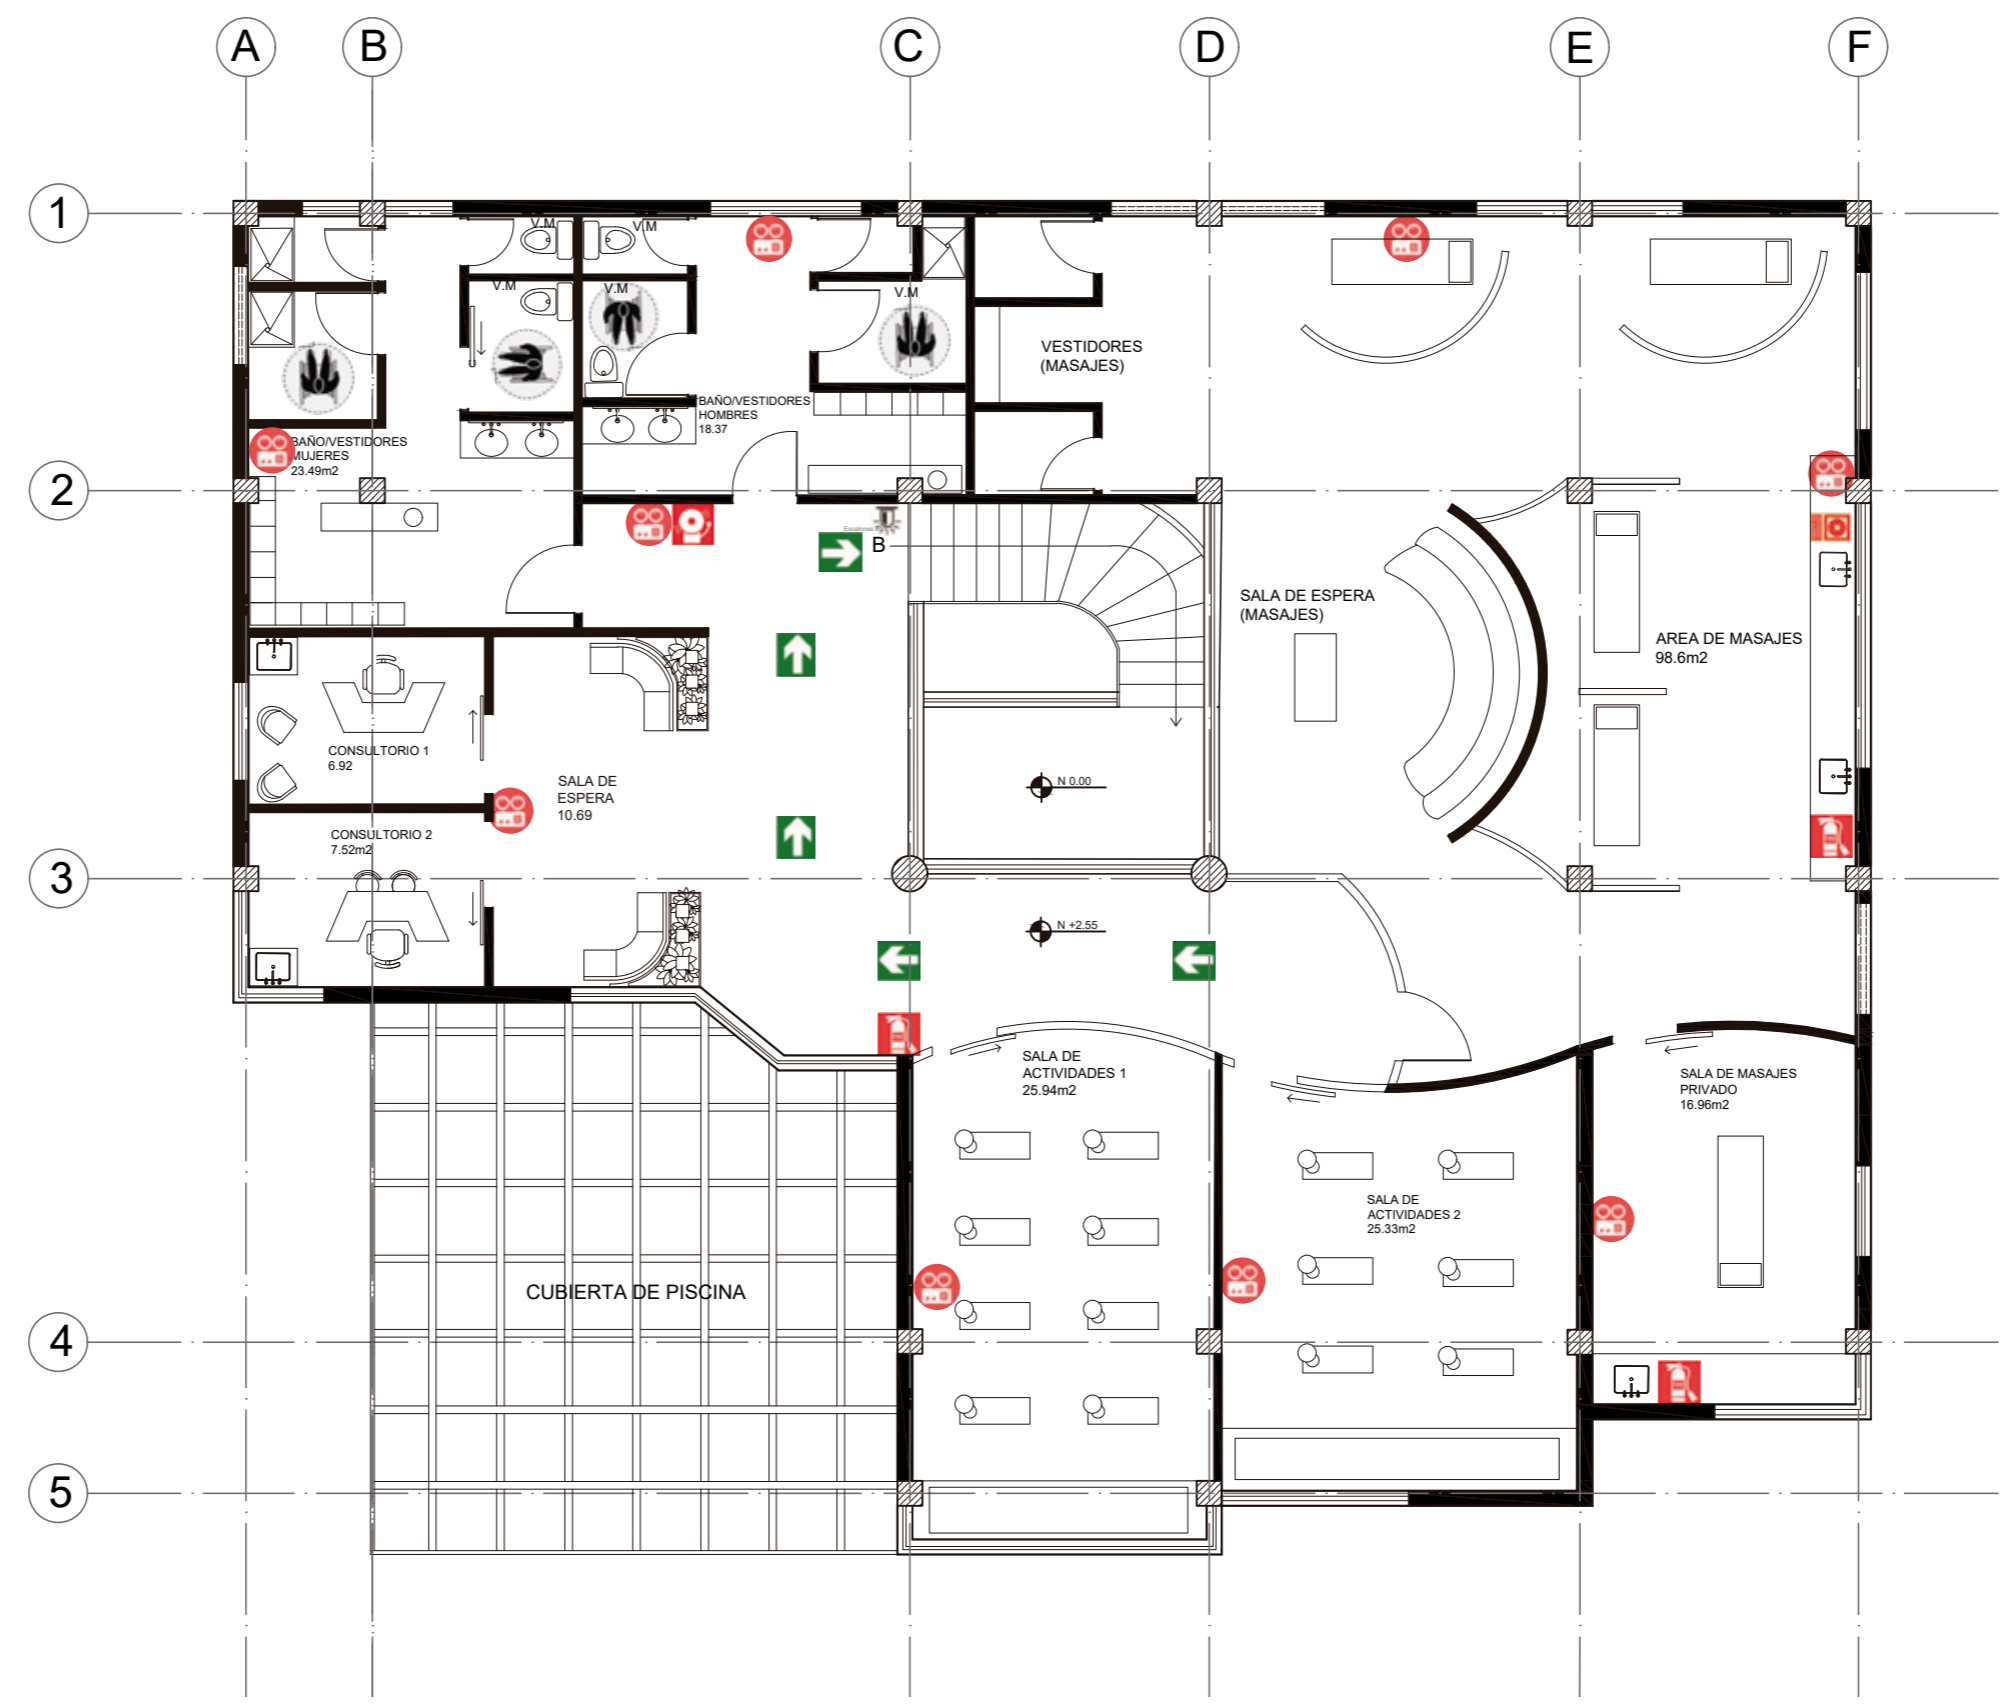 A B C D E F
1
V.M
V.M
V.M
V.M
V.M
VESTIDORES
(MASAJES)
BAÑO/VESTIDORES
HOMBRES
18.37
BAÑO/VESTIDORES
MUJERES
23.49m2
2
B
SALA DE ESPERA
(MASAJES)
AREA DE MASAJES
98.6m2
CONSULTORIO 1
6.92
SALA DE
ESPERA
10.69
N 0.00
CONSULTORIO 2
7.52m2
3
N +2.55
SALA DE
ACTIVIDADES 1
25.94m2
SALA DE MASAJES
PRIVADO
16.96m2
SALA DE
ACTIVIDADES 2
25.33m2
CUBIERTA DE PISCINA
4
5